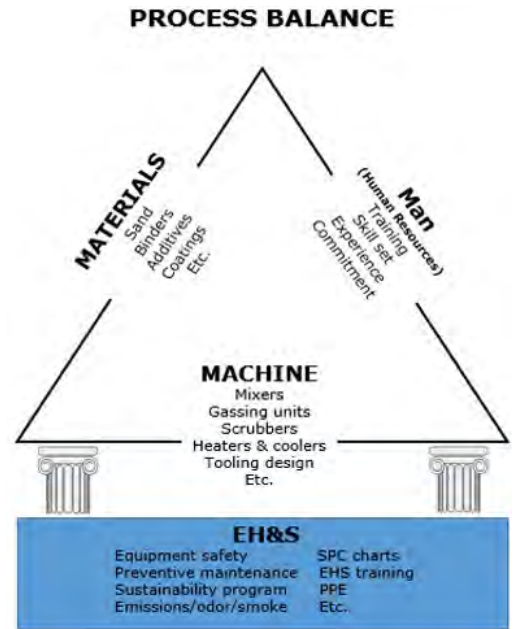 PROCESS BALANCE
MATERIALS
Sand
Binders
Additives
Coatings
Etc.
Man
(Human Resources)
Training
Skill set
Experience
Commitment
MACHINE
Mixers
Gassing units
Scrubbers
Heaters & coolers
Tooling design
Etc.
EH&S
Equipment safety
Preventive maintenance
Sustainability program
Emissions/odor/smoke
SPC charts
EHS training
PPE
Etc.